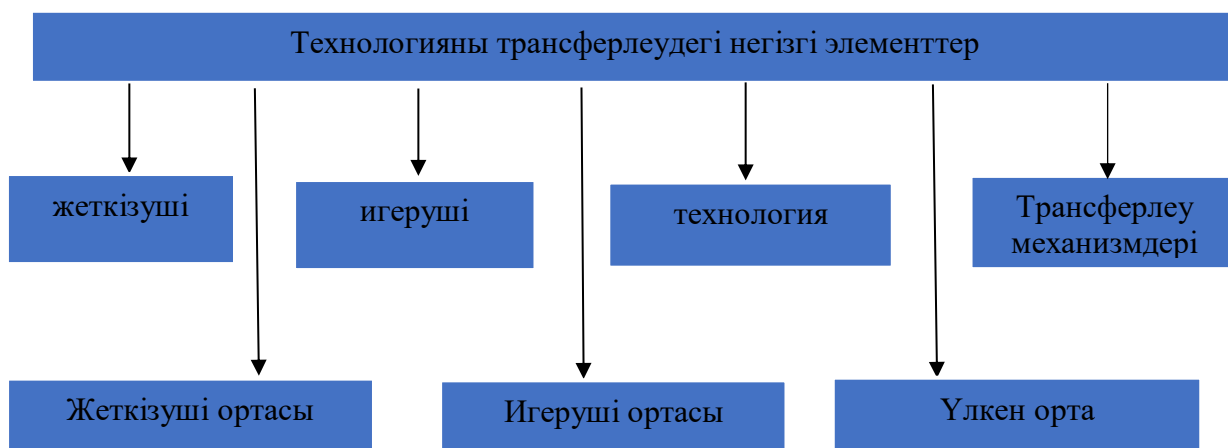 Технологияны трансферлеудегі негізгі элементтер
жеткізуші
игеруші
технология
Трансферлеу
механизмдері
Жеткізуші ортасы
Игеруші ортасы
Үлкен орта